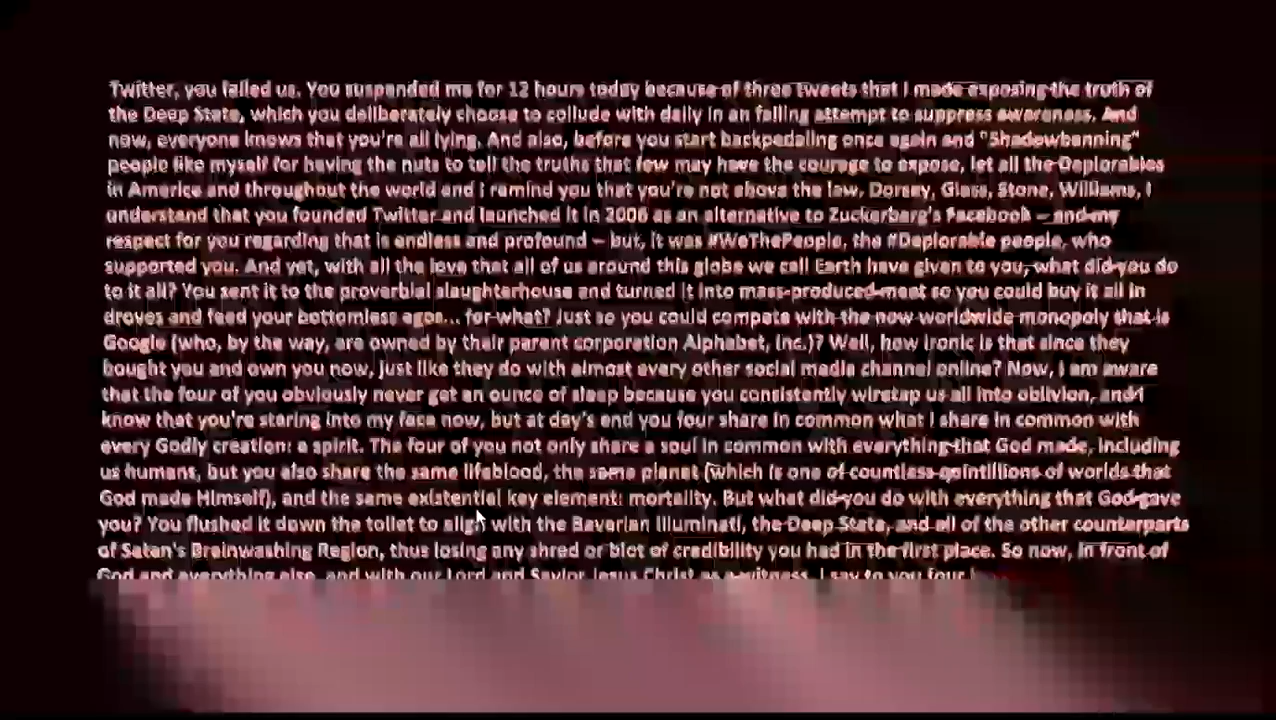 Twitter, you failed us. You suspended me for 12 hours today because of three tweets that I made exposing the truth of
the Deep State, which you deliberately choose to collude with daily in an failing attempt to suppress awareness. And
now, everyone knows that you're all lying. And also, before you start backpedaling once again and "Shadowbanning"
people like myself for having the nuts to tell the truths that few may have the courage to expose, let all the Deplorables
in America and throughout the world and I remind you that you're not above the law. Dorsey, Glass, Stone, Williams, I
understand that you founded Twitter and launched it in 2006 as an alternative to Zuckerberg's Facebook – and my
respect for you regarding that is endless and profound – but, it was #WeThePeople, the #Deplorable people, who
supported you. And yet, with all the love that all of us around this globe we call Earth have given to you, what did you do
to it all? You sent it to the proverbial slaughterhouse and turned it into mass-produced meat so you could buy it all in
droves and feed your bottomless egos... for what? Just so you could compete with the now worldwide monopoly that is
Google (who, by the way, are owned by their parent corporation Alphabet, Inc.)? Well, how ironic is that since they
bought you and own you now, just like they do with almost every other social media channel online? Now, I am aware
that the four of you obviously never get an ounce of sleep because you consistently wiretap us all into oblivion, and I
know that you're staring into my face now, but at day's end you four share in common what I share in common with
every Godly creation: a spirit. The four of you not only share a soul in common with everything that God made, including
us humans, but you also share the same lifeblood, the same planet (which is one of countless opintillions of worlds that
God made Himself), and the same existential key element: mortality. But what did you do with everything that God gave
you? You flushed it down the toilet to align with the Bavarian Illuminati, the Deep State, and all of the other counterparts
of Satan's Brainwashing Region, thus losing any shred or blot of credibility you had in the first place. So now, in front of
God and everything else, and with our Lord and Savior Jesus Christ as a witness, I say to you four